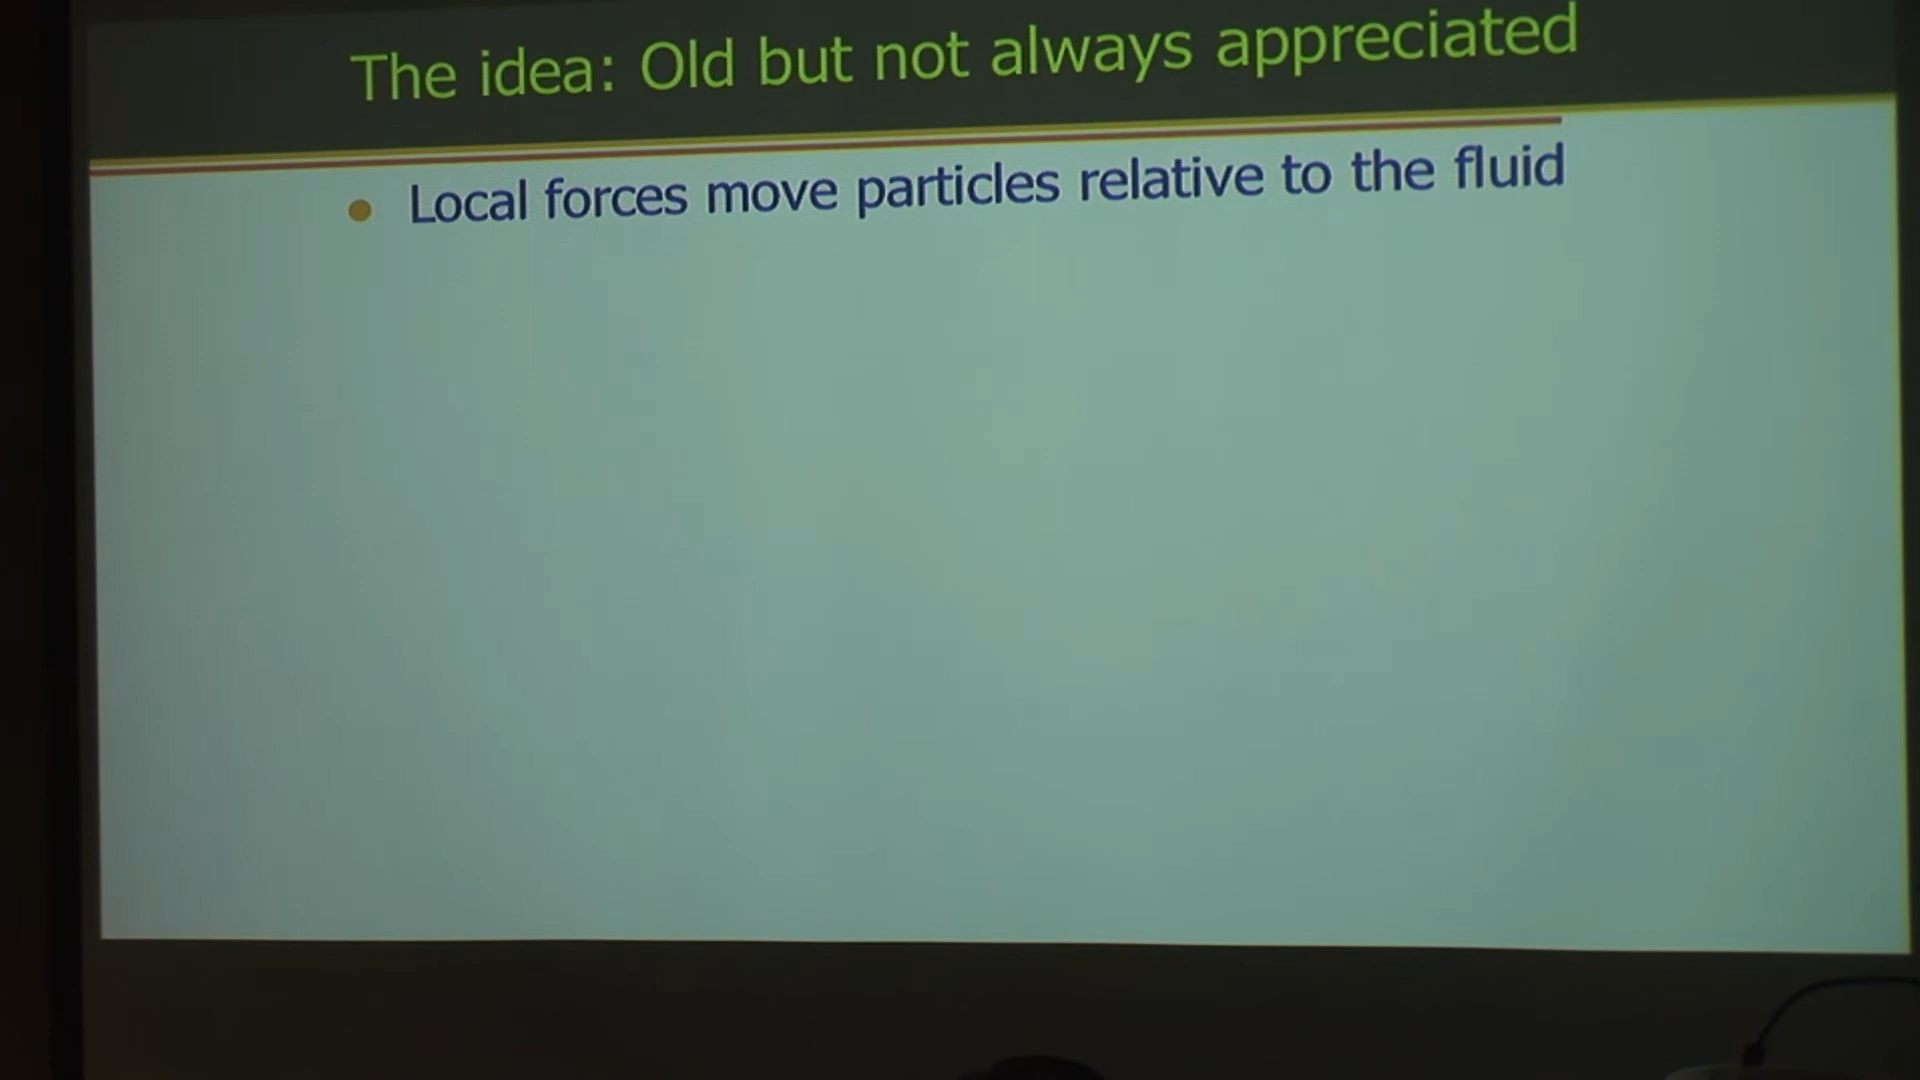 The idea: Old but not always appreciated
Local forces move particles relative to the fluid